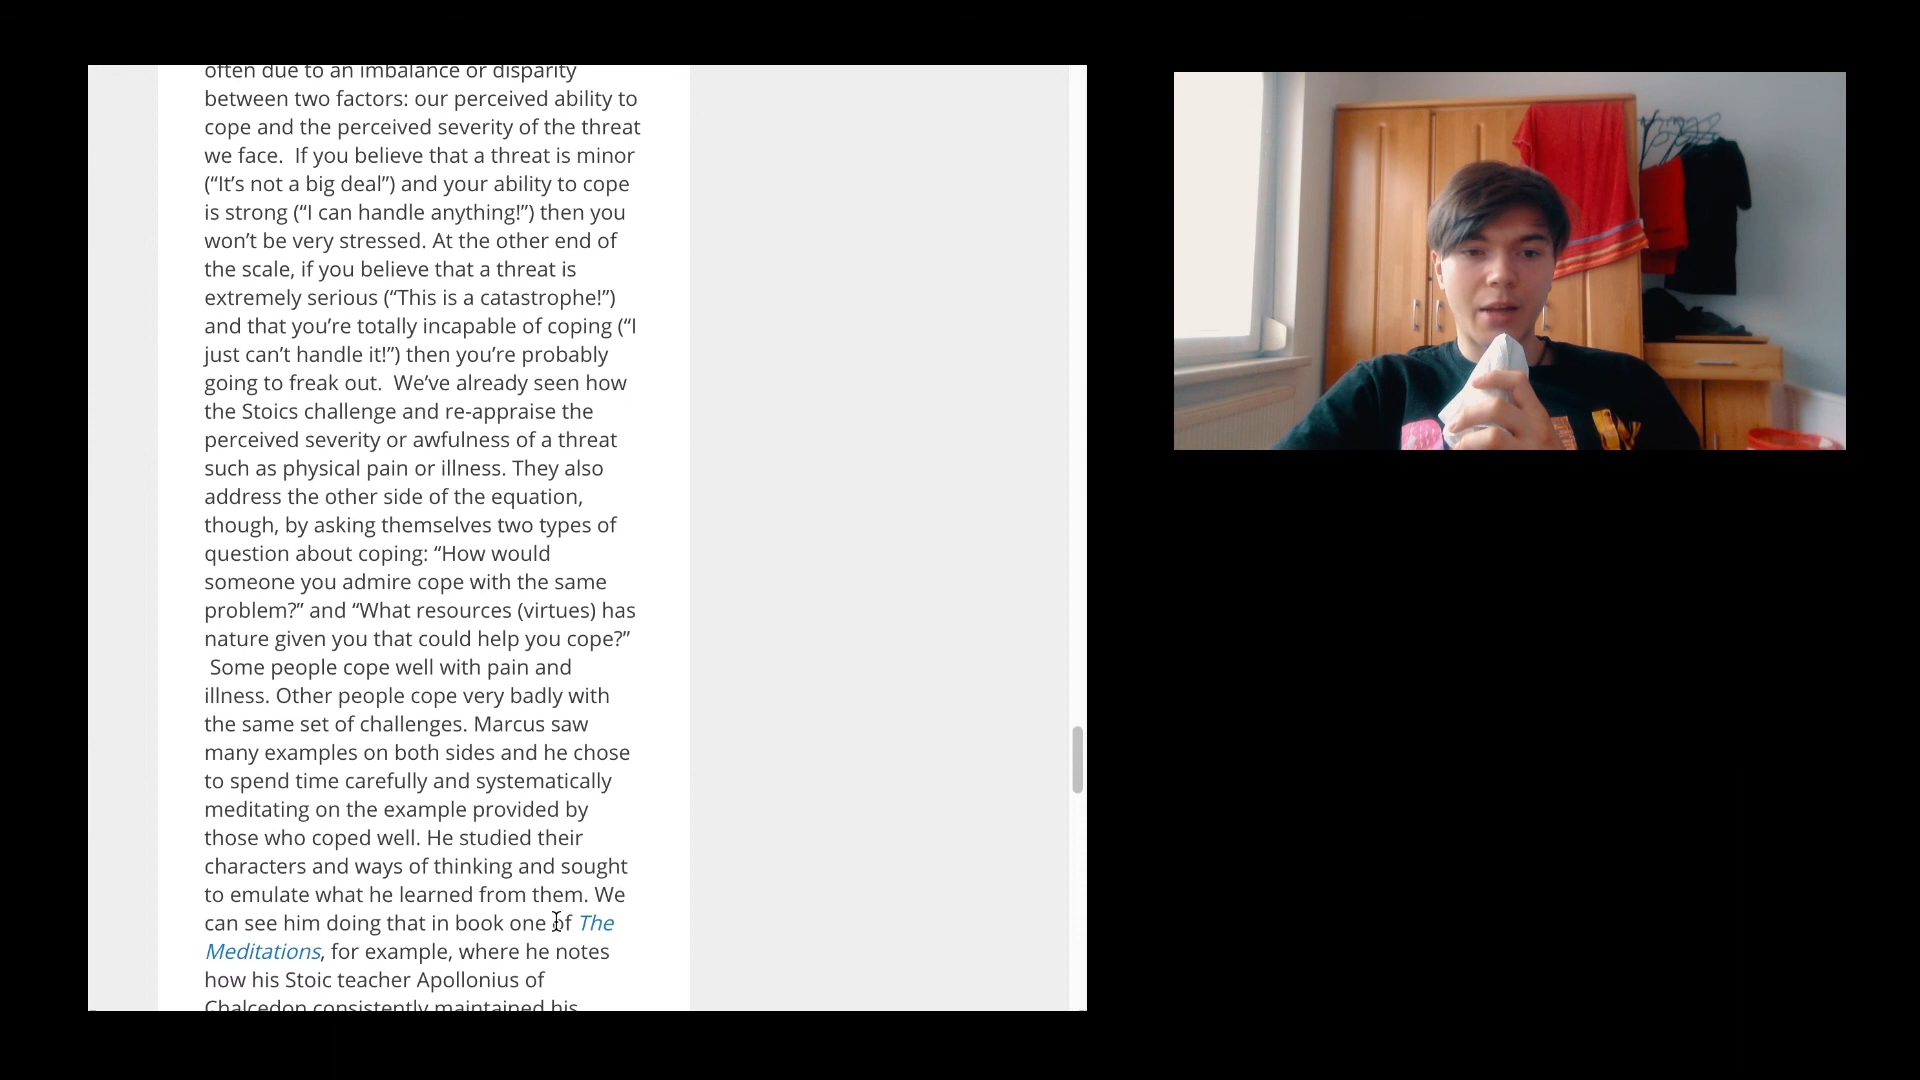 often due to an imbalance or disparity
between two factors: our perceived ability to
cope and the perceived severity of the threat
we face.  If you believe that a threat is minor
(“It’s not a big deal”) and your ability to cope
is strong (“I can handle anything!”) then you
won’t be very stressed. At the other end of
the scale, if you believe that a threat is
extremely serious (“This is a catastrophe!”)
and that you’re totally incapable of coping (“I
just can’t handle it!”) then you’re probably
going to freak out.  We’ve already seen how
the Stoics challenge and re-appraise the
perceived severity or awfulness of a threat
such as physical pain or illness. They also
address the other side of the equation,
though, by asking themselves two types of
question about coping: “How would
someone you admire cope with the same
problem?” and “What resources (virtues) has
nature given you that could help you cope?”
Some people cope well with pain and
illness. Other people cope very badly with
the same set of challenges. Marcus saw
many examples on both sides and he chose
to spend time carefully and systematically
meditating on the example provided by
those who coped well. He studied their
characters and ways of thinking and sought
to emulate what he learned from them. We
can see him doing that in book one of The
Meditations, for example, where he notes
how his Stoic teacher Apollonius of
Chalcedon consistently maintained his